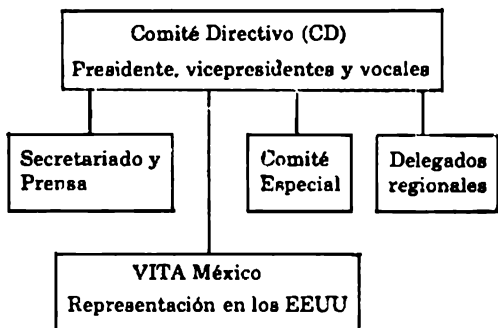 Comité Directivo (CD)
Presidente, vicepresidentes y vocales
Secretariado y
Prensa
Comité
Especial
Delegados
regionales
VITA México
Representación en los EEUU